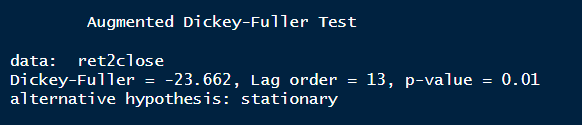 Augmented Dickey-Fuller Test
data:  ret2close
Dickey-Fuller = -23.662, Lag order = 13, p-value = 0.01
alternative hypothesis: stationary